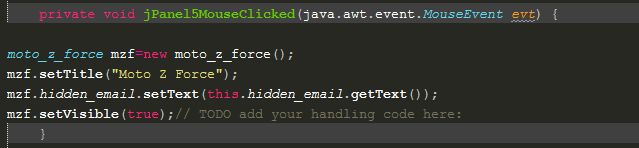 private void jPanel5MouseClicked(java.awt.event.MouseEvent evt) {
moto_z_force mzf=new moto_z_force();
mzf.setTitle("Moto Z Force");
mzf.hidden_email.setText(this.hidden_email.getText());
mzf.setVisible(true);// TODO add your handling code here:
}